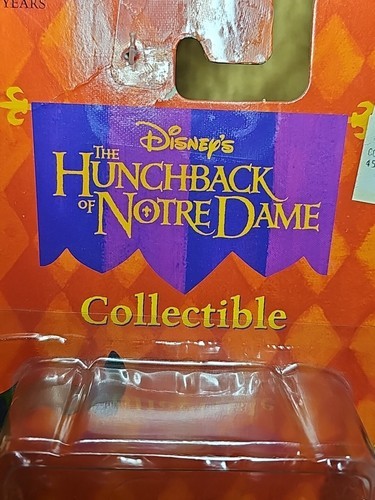 YEARS
Disney's
THE
HUNCHBACK
OF NOTRE DAME
Collectible